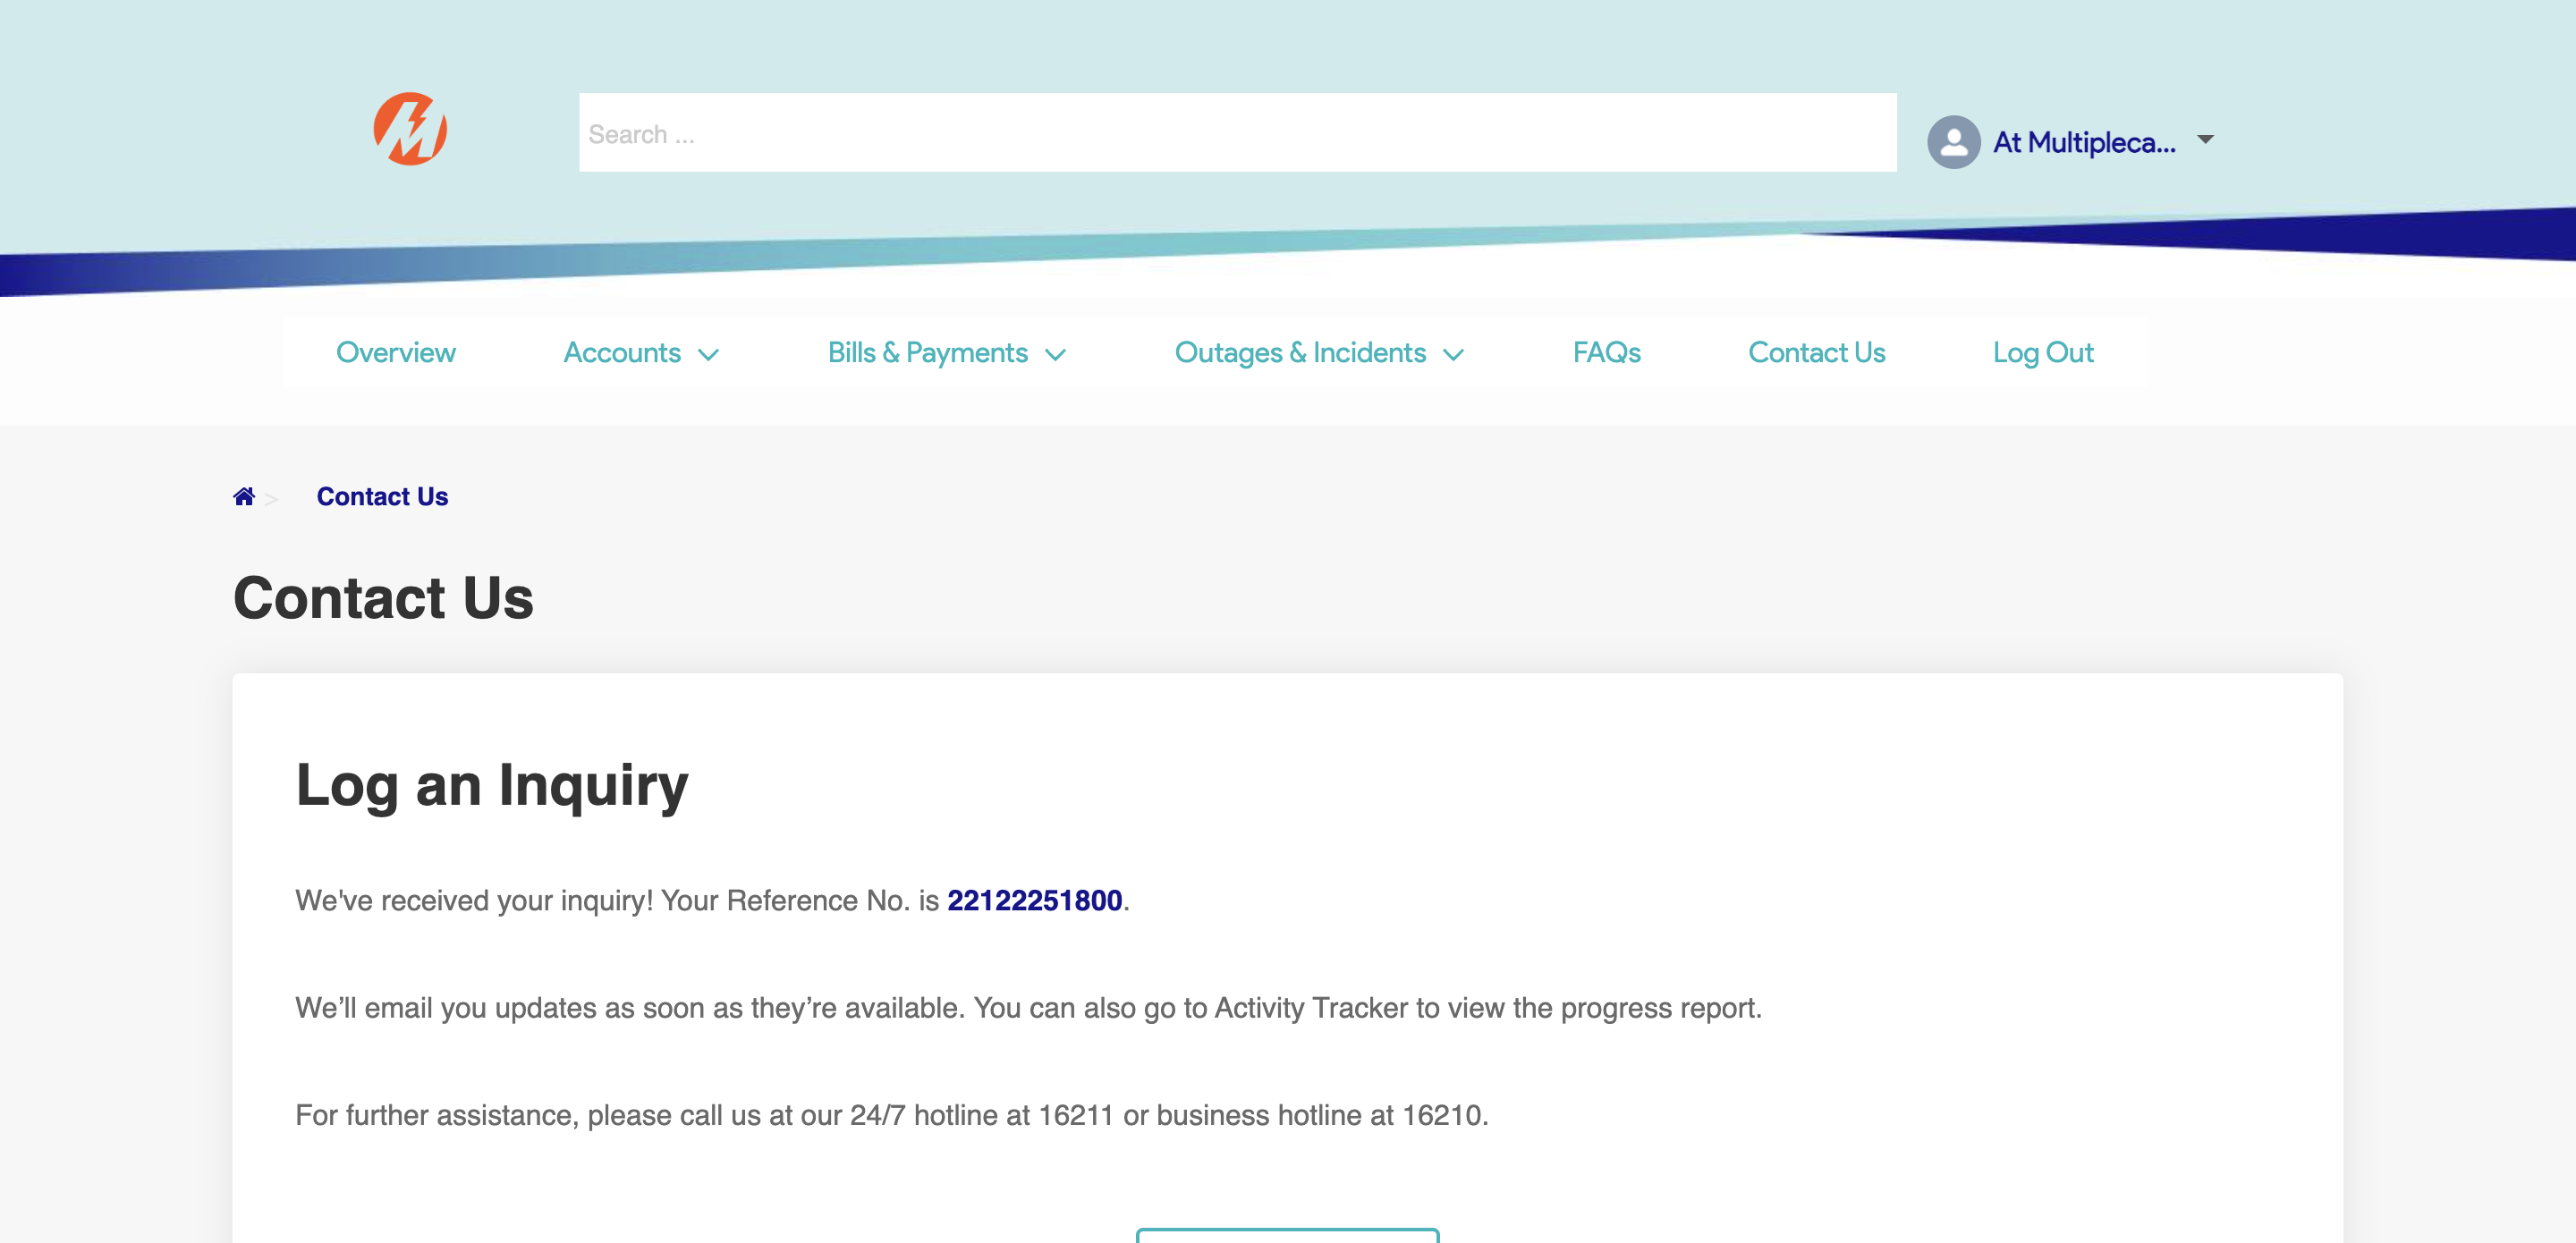 Search ...
At Multipleca...
Overview
Accounts
Bills & Payments
Outages & Incidents
FAQs
Contact Us
Log Out
> Contact Us
Contact Us
Log an Inquiry
We've received your inquiry! Your Reference No. is 22122251800.
We’ll email you updates as soon as they’re available. You can also go to Activity Tracker to view the progress report.
For further assistance, please call us at our 24/7 hotline at 16211 or business hotline at 16210.